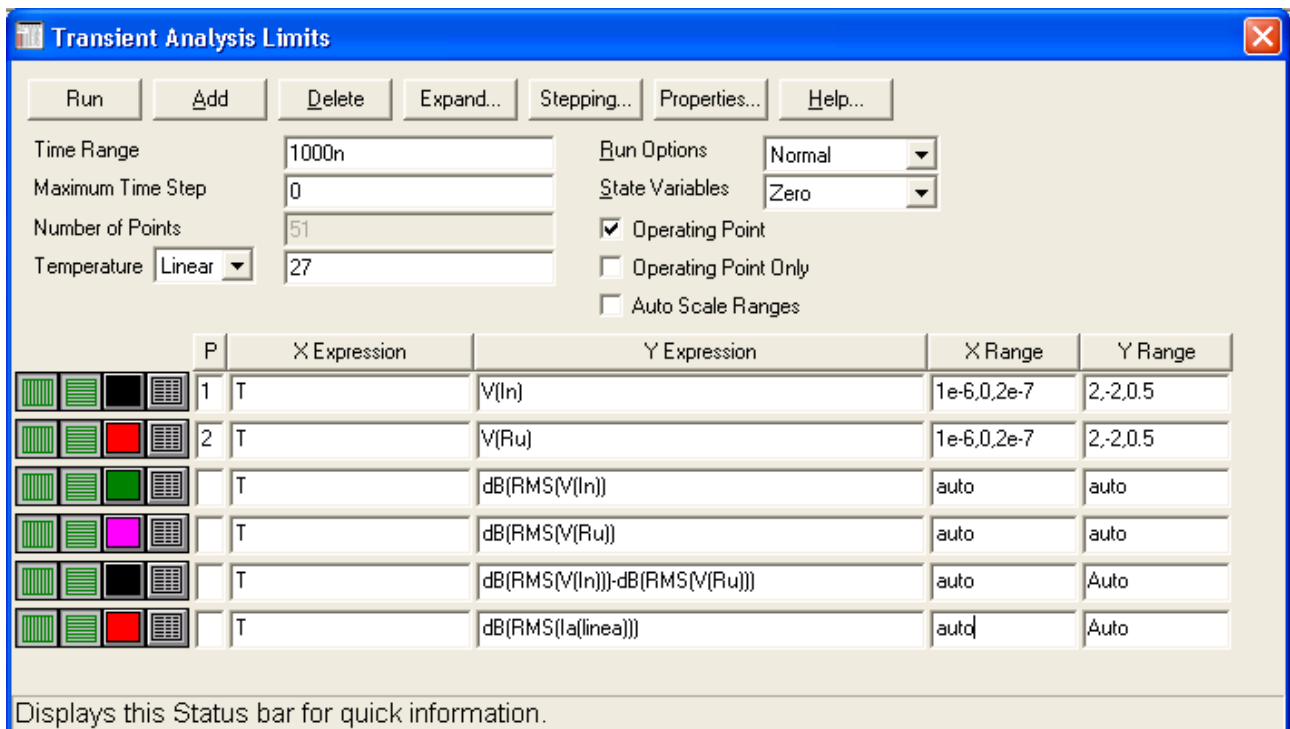 Transient Analysis Limits
Run Add Delete Expand... Stepping... Properties... Help...
Time Range 1000n Run Options Normal
Maximum Time Step 0 State Variables Zero
Number of Points 51 Operating Point
Temperature Linear 27 Operating Point Only
Auto Scale Ranges
P X Expression Y Expression X Range Y Range
1 T V(In) 1e-6,0,2e-7 2,-2,0.5
2 T V(Ru) 1e-6,0,2e-7 2,-2,0.5
T dB(RMS(V(In)) auto auto
T dB(RMS(V(Ru)) auto auto
T dB(RMS(V(In)))-dB(RMS(V(Ru))) auto Auto
T dB(RMS(Ia(linea))) auto Auto
Displays this Status bar for quick information.